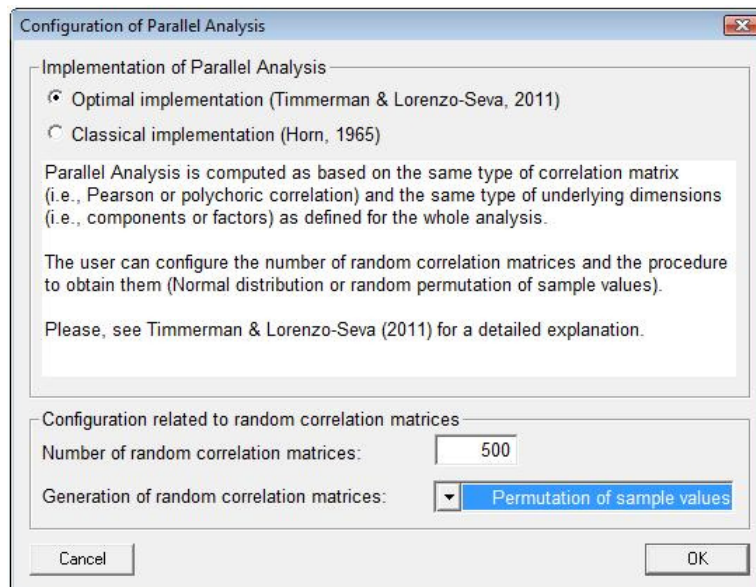 Configuration of Parallel Analysis
Implementation of Parallel Analysis
Optimal implementation (Timmerman & Lorenzo-Seva, 2011)
Classical implementation (Horn, 1965)
Parallel Analysis is computed as based on the same type of correlation matrix
(i.e., Pearson or polychoric correlation) and the same type of underlying dimensions
(i.e., components or factors) as defined for the whole analysis.
The user can configure the number of random correlation matrices and the procedure
to obtain them (Normal distribution or random permutation of sample values).
Please, see Timmerman & Lorenzo-Seva (2011) for a detailed explanation.
Configuration related to random correlation matrices
Number of random correlation matrices: 500
Generation of random correlation matrices: Permutation of sample values
Cancel OK